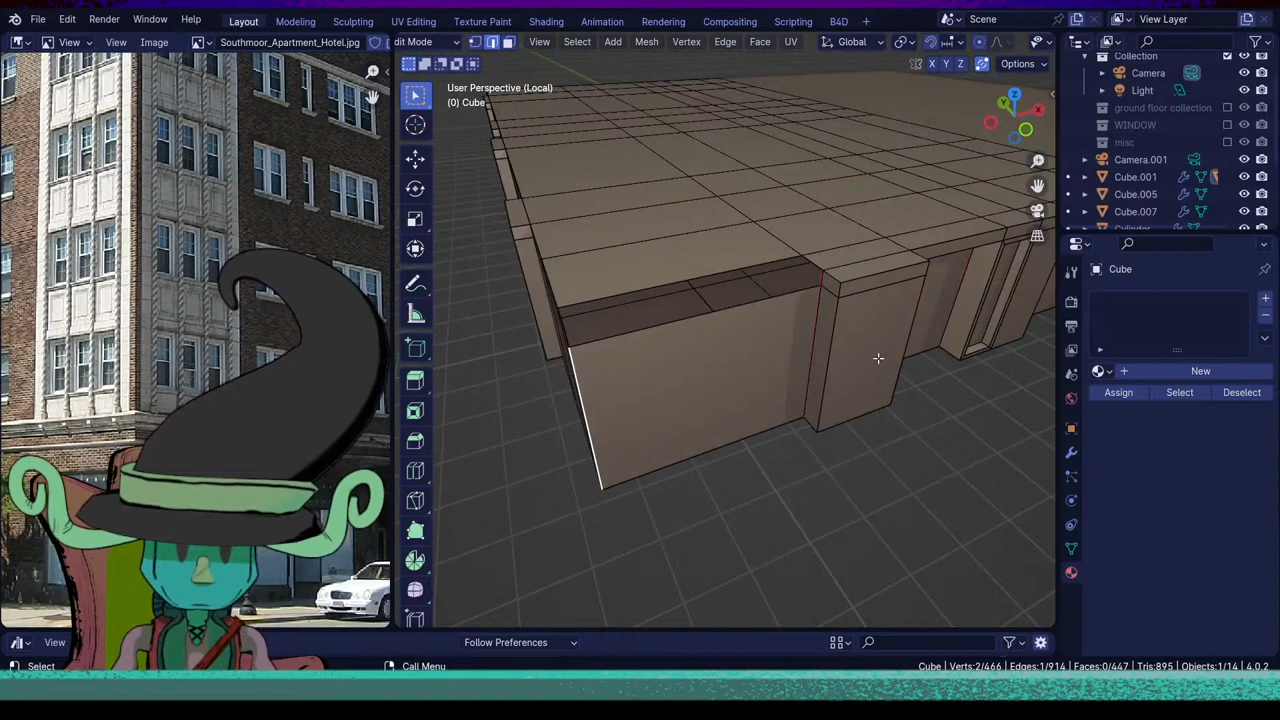 File Edit Render Window Help Layout Modeling Sculpting UV Editing Texture Paint Shading Animation Rendering Compositing Scripting B4D + Scene View Layer
View View Image Southmoor_Apartment_Hotel.jpg dit Mode View Select Add Mesh Vertex Edge Face UV Global
X Y Z Options
User Perspective (Local)
(0) Cube
Collection
Camera
Light
ground floor collection
WINDOW
misc
Camera.001
Cube.001
Cube.005
Cube.007
Z
Y
X
Cube
New
Assign Select Deselect
View Follow Preferences
Select Call Menu Cube | Verts:2/466 | Edges:1/914 | Faces:0/447 | Tris:895 | Objects:1/14 | 4.0.2